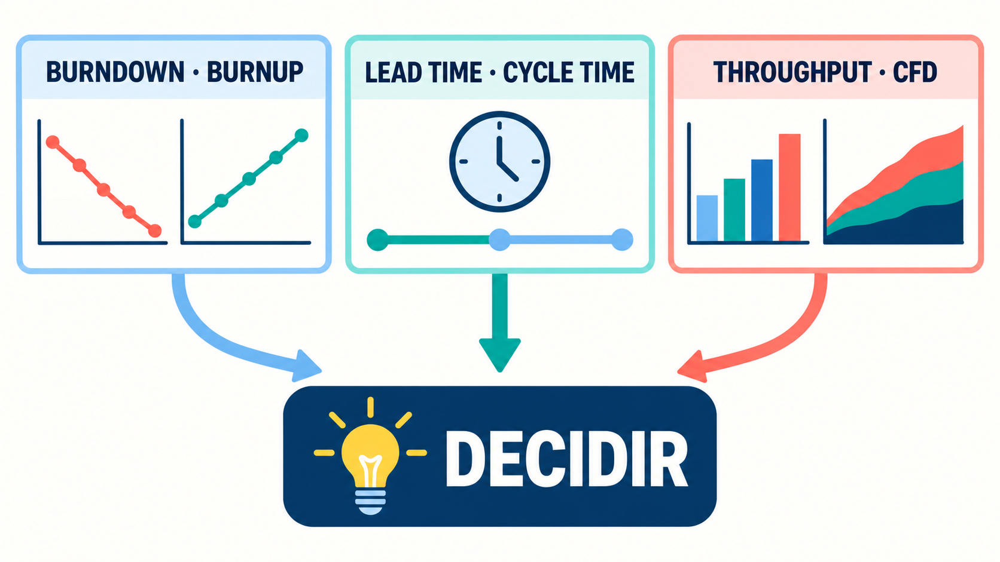 BURNDOWN · BURNUP
LEAD TIME · CYCLE TIME
THROUGHPUT · CFD
DECIDIR